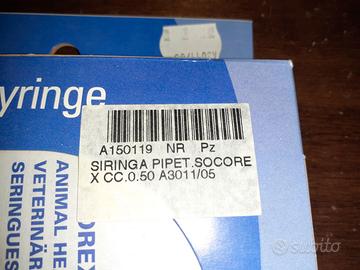 yringe
A150119 NR Pz
SIRINGA PIPET.SOCORE
X CC.0.50 A3011/05
OREX
ANIMAL HE
VETERINÄR
SERINGUES
subito